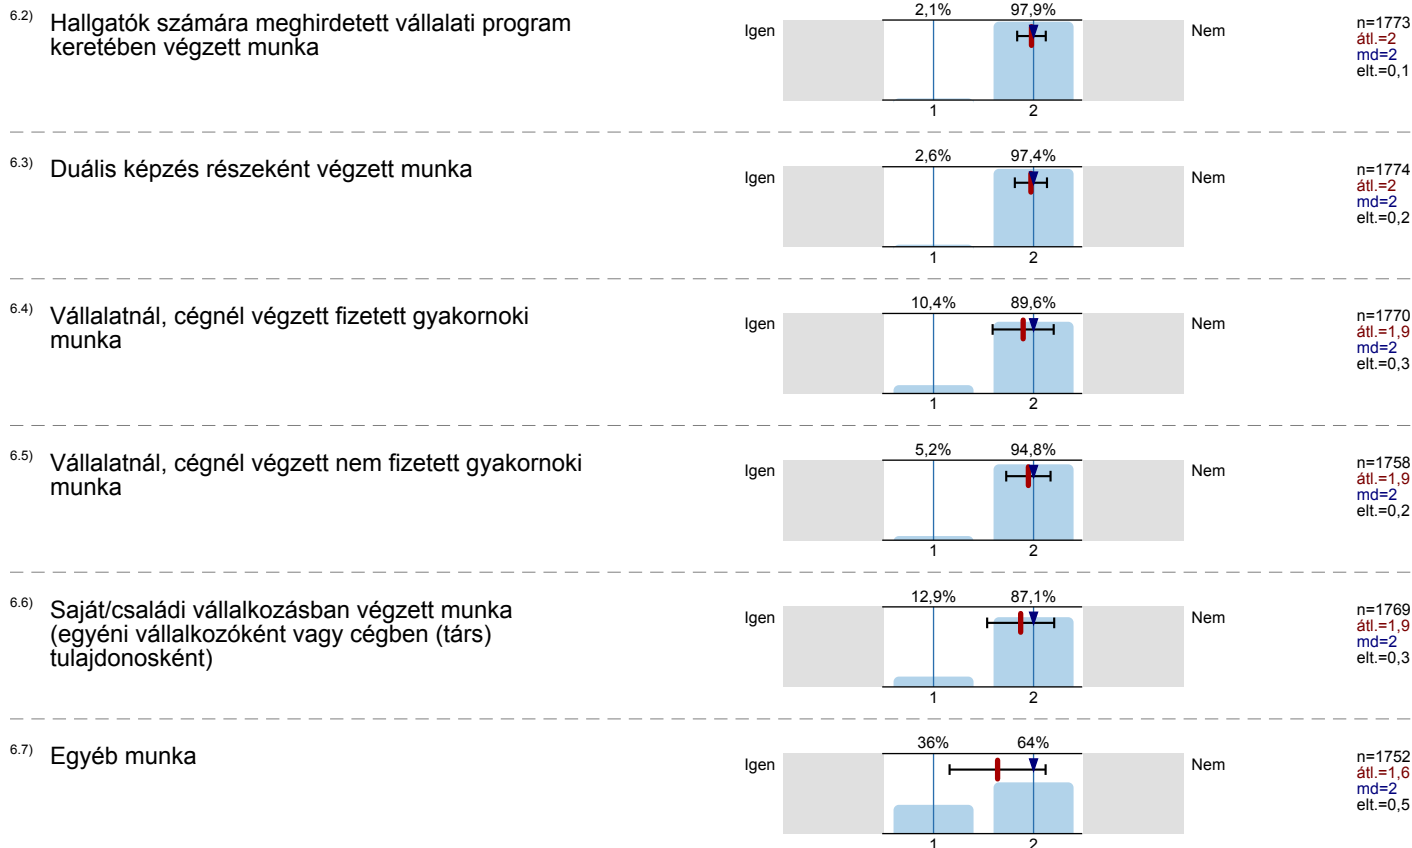 6.2) Hallgatók számára meghirdetett vállalati program
keretében végzett munka
2,1% 97,9%
Igen
Nem
1 2
n=1773
átl.=2
md=2
elt.=0,1
6.3) Duális képzés részeként végzett munka
2,6% 97,4%
Igen
Nem
1 2
n=1774
átl.=2
md=2
elt.=0,2
6.4) Vállalatnál, cégnél végzett fizetett gyakornoki
munka
10,4% 89,6%
Igen
Nem
1 2
n=1770
átl.=1,9
md=2
elt.=0,3
6.5) Vállalatnál, cégnél végzett nem fizetett gyakornoki
munka
5,2% 94,8%
Igen
Nem
1 2
n=1758
átl.=1,9
md=2
elt.=0,2
6.6) Saját/családi vállalkozásban végzett munka
(egyéni vállalkozóként vagy cégben (társ)
tulajdonosként)
12,9% 87,1%
Igen
Nem
1 2
n=1769
átl.=1,9
md=2
elt.=0,3
6.7) Egyéb munka
36% 64%
Igen
Nem
1 2
n=1752
átl.=1,6
md=2
elt.=0,5